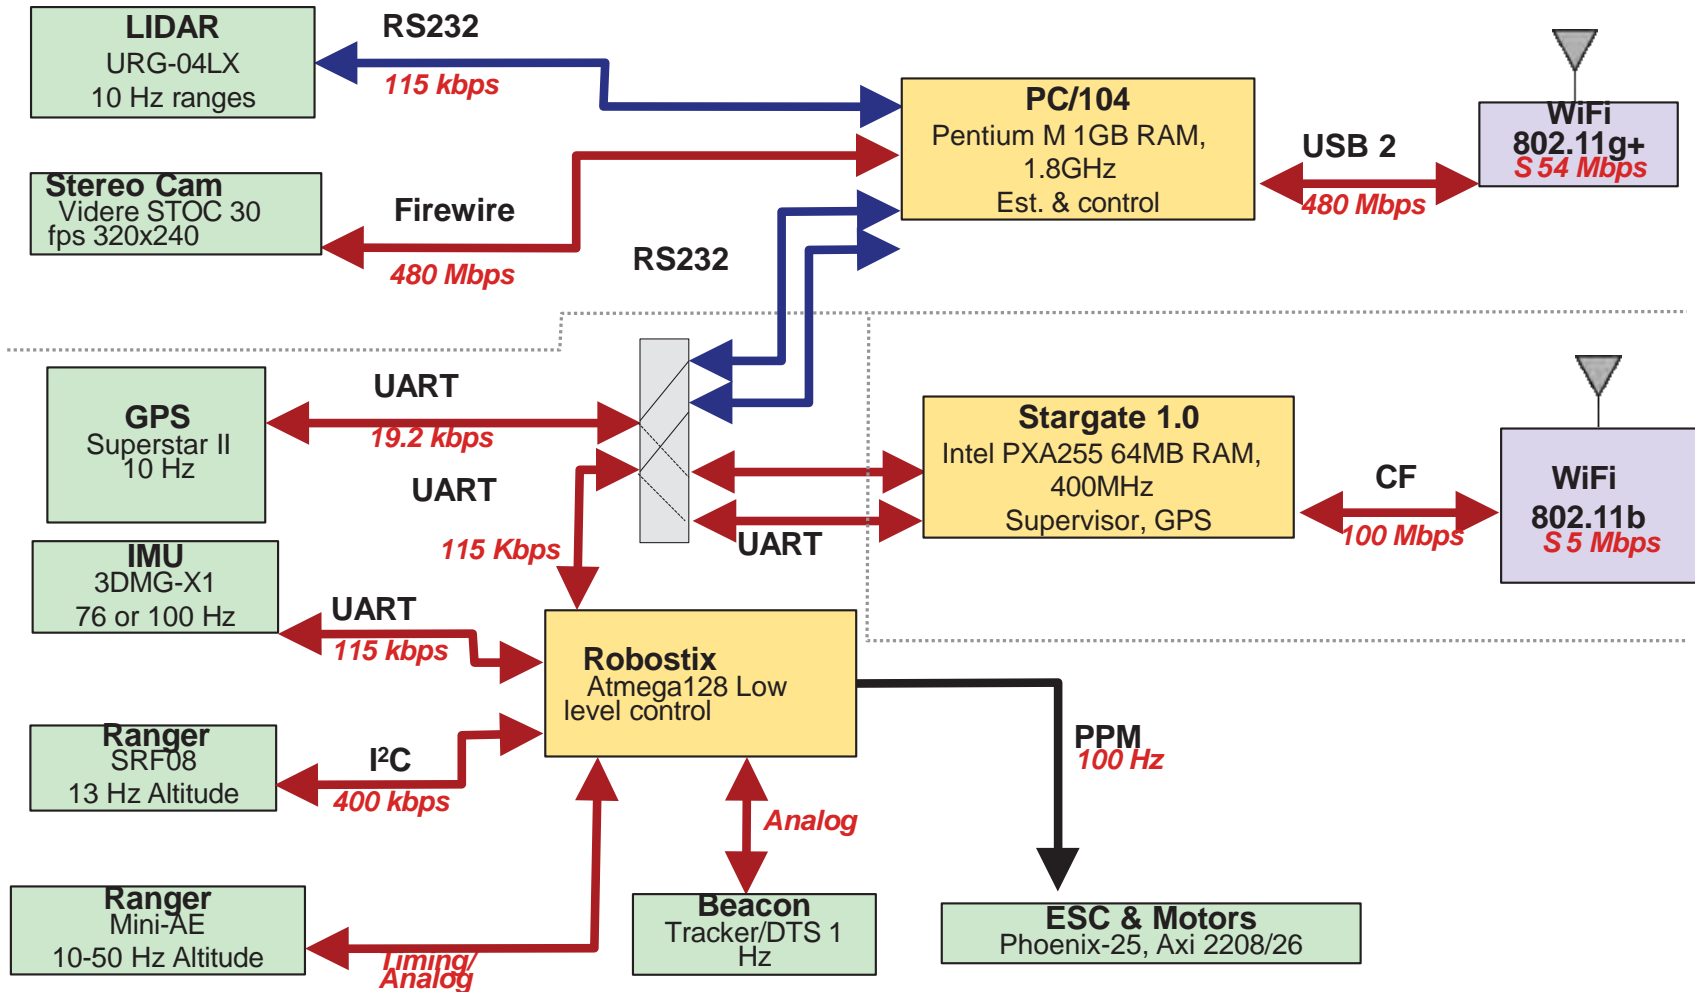 LIDAR
URG-04LX
10 Hz ranges
RS232
115 kbps
PC/104
Pentium M 1GB RAM,
1.8GHz
Est. & control
USB 2
480 Mbps
WiFi
802.11g+
S 54 Mbps
Stereo Cam
Videre STOC 30
fps 320x240
Firewire
480 Mbps
RS232
GPS
Superstar II
10 Hz
UART
19.2 kbps
UART
115 Kbps
Stargate 1.0
Intel PXA255 64MB RAM,
400MHz
Supervisor, GPS
UART
CF
100 Mbps
WiFi
802.11b
S 5 Mbps
IMU
3DMG-X1
76 or 100 Hz
UART
115 kbps
Robostix
Atmega128 Low
level control
PPM
100 Hz
Ranger
SRF08
13 Hz Altitude
I²C
400 kbps
Analog
Ranger
Mini-AE
10-50 Hz Altitude
Timing/
Analog
Beacon
Tracker/DTS 1
Hz
ESC & Motors
Phoenix-25, Axi 2208/26